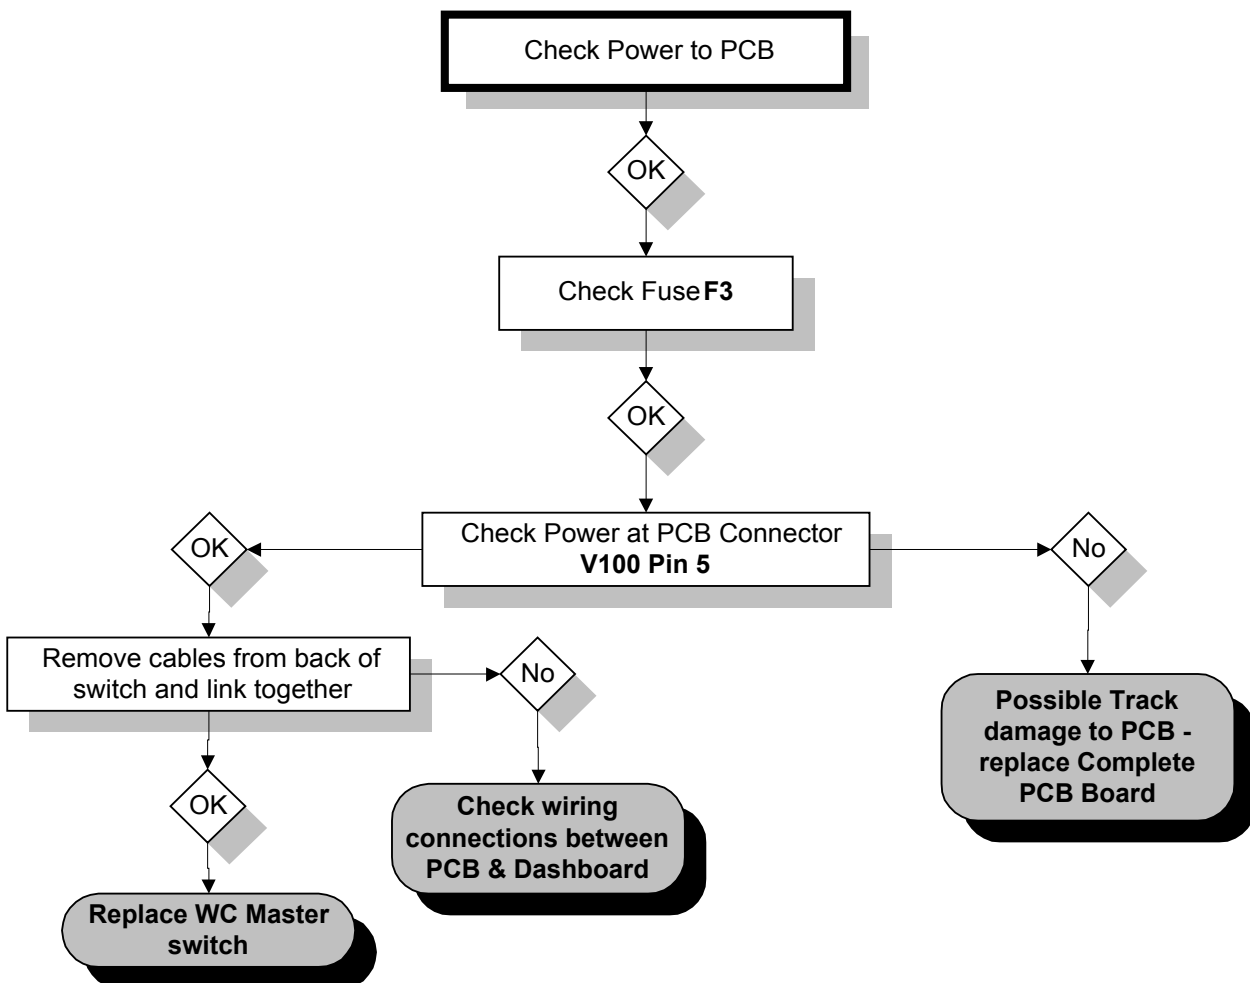 Check Power to PCB
OK
Check Fuse F3
OK
Check Power at PCB Connector
V100 Pin 5
OK
No
Remove cables from back of
switch and link together
No
Possible Track
damage to PCB -
replace Complete
PCB Board
OK
Check wiring
connections between
PCB & Dashboard
Replace WC Master
switch